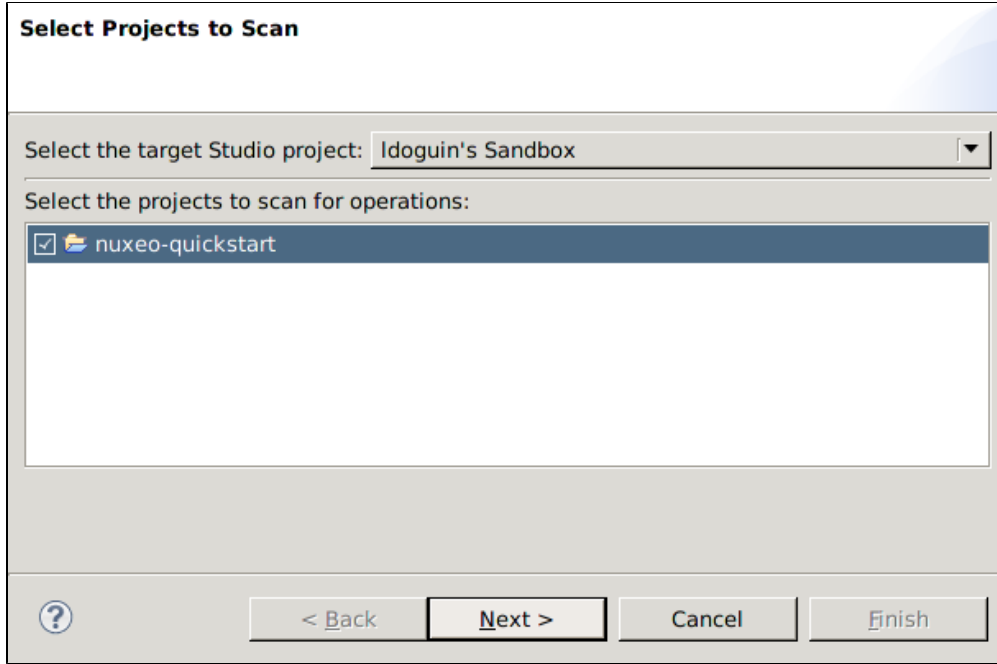 Select Projects to Scan
Select the target Studio project: ldoguin's Sandbox
Select the projects to scan for operations:
nuxeo-quickstart
? < Back Next > Cancel Finish